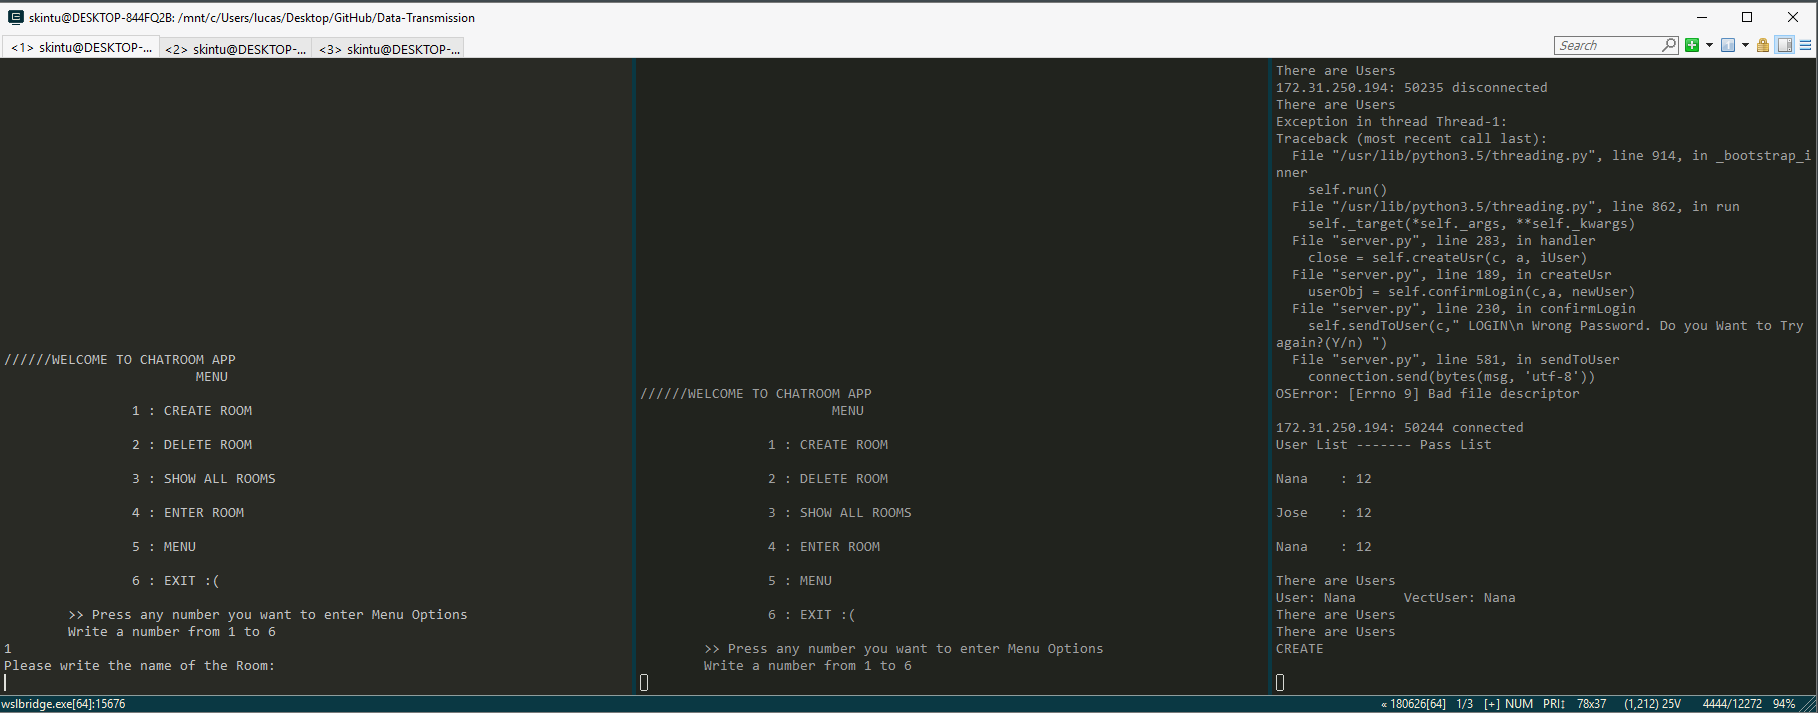 skintu@DESKTOP-844FQ2B: /mnt/c/Users/lucas/Desktop/GitHub/Data-Transmission
<1> skintu@DESKTOP-...
<2> skintu@DESKTOP-...
<3> skintu@DESKTOP-...
Search
//////WELCOME TO CHATROOM APP
MENU
1 : CREATE ROOM
2 : DELETE ROOM
3 : SHOW ALL ROOMS
4 : ENTER ROOM
5 : MENU
6 : EXIT :(
>> Press any number you want to enter Menu Options
Write a number from 1 to 6
1
Please write the name of the Room:
//////WELCOME TO CHATROOM APP
MENU
1 : CREATE ROOM
2 : DELETE ROOM
3 : SHOW ALL ROOMS
4 : ENTER ROOM
5 : MENU
6 : EXIT :(
>> Press any number you want to enter Menu Options
Write a number from 1 to 6
There are Users
172.31.250.194: 50235 disconnected
There are Users
Exception in thread Thread-1:
Traceback (most recent call last):
File "/usr/lib/python3.5/threading.py", line 914, in _bootstrap_i
nner
self.run()
File "/usr/lib/python3.5/threading.py", line 862, in run
self._target(*self._args, **self._kwargs)
File "server.py", line 283, in handler
close = self.createUsr(c, a, iUser)
File "server.py", line 189, in createUsr
userObj = self.confirmLogin(c,a, newUser)
File "server.py", line 230, in confirmLogin
self.sendToUser(c," LOGIN\n Wrong Password. Do you Want to Try
again?(Y/n) ")
File "server.py", line 581, in sendToUser
connection.send(bytes(msg, 'utf-8'))
OSError: [Errno 9] Bad file descriptor
172.31.250.194: 50244 connected
User List ------- Pass List
Nana    : 12
Jose    : 12
Nana    : 12
There are Users
User: Nana      VectUser: Nana
There are Users
There are Users
CREATE
wslbridge.exe[64]:15676
« 180626[64] 1/3 [+] NUM PRI↕ 78x37 (1,212) 25V 4444/12272 94%